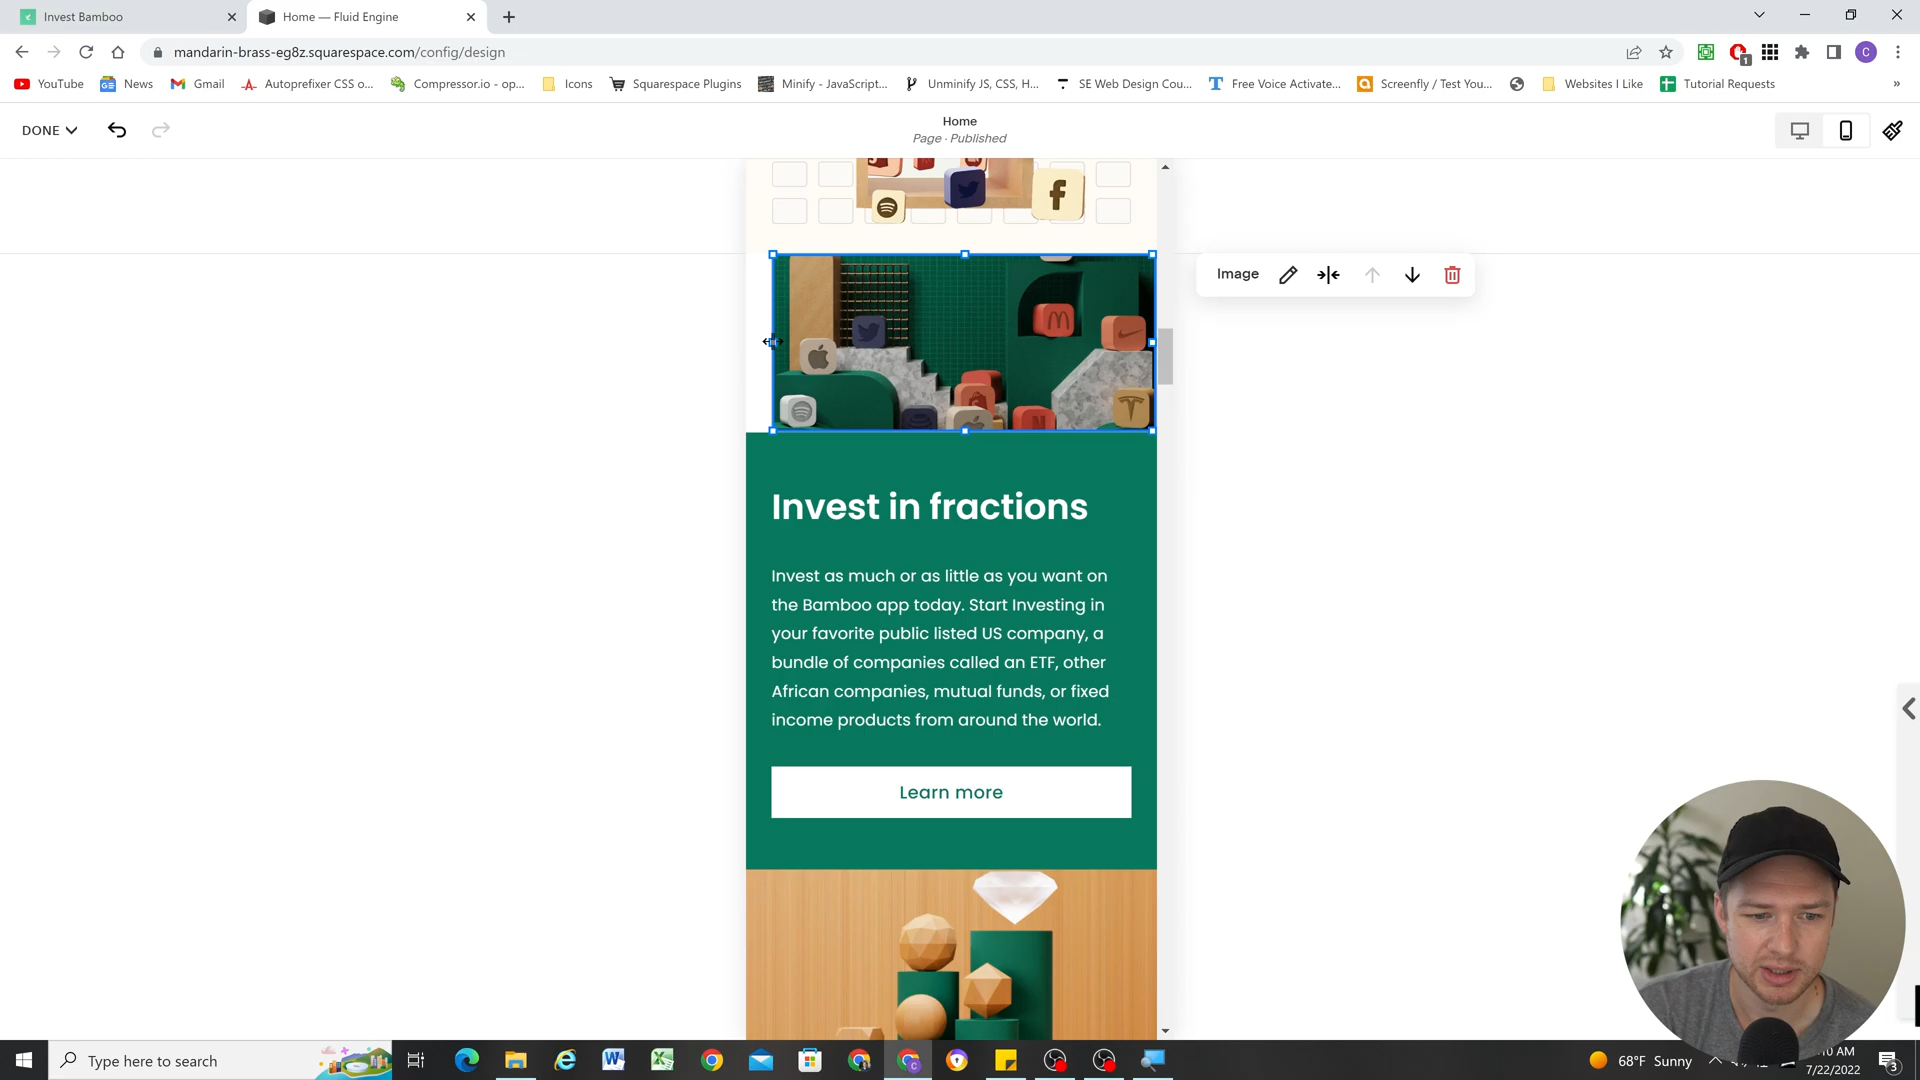 Invest Bamboo
Home — Fluid Engine
mandarin-brass-eg8z.squarespace.com/config/design
YouTube
News
Gmail
Autoprefixer CSS o...
Compressor.io - op...
Icons
Squarespace Plugins
Minify - JavaScript...
Unminify JS, CSS, H...
SE Web Design Cou...
Free Voice Activate...
Screenfly / Test You...
Websites I Like
Tutorial Requests
»
DONE
Home
Page · Published
Image
Invest in fractions
Invest as much or as little as you want on
the Bamboo app today. Start Investing in
your favorite public listed US company, a
bundle of companies called an ETF, other
African companies, mutual funds, or fixed
income products from around the world.
Learn more
Type here to search
68°F Sunny
7/22/2022
3